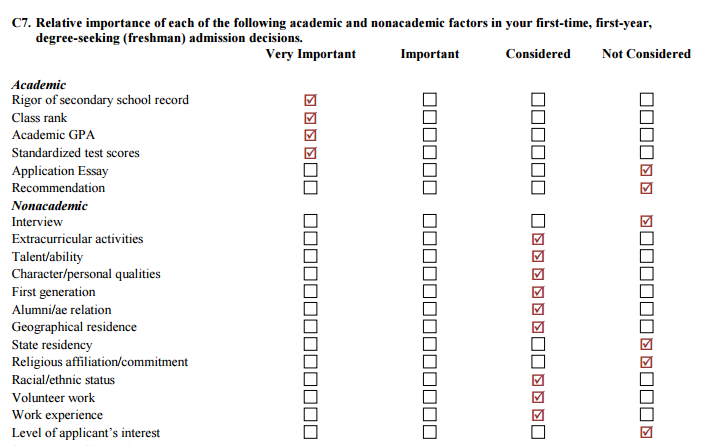 C7. Relative importance of each of the following academic and nonacademic factors in your first-time, first-year,
degree-seeking (freshman) admission decisions.
Very Important Important Considered Not Considered
Academic
Rigor of secondary school record
Class rank
Academic GPA
Standardized test scores
Application Essay
Recommendation
Nonacademic
Interview
Extracurricular activities
Talent/ability
Character/personal qualities
First generation
Alumni/ae relation
Geographical residence
State residency
Religious affiliation/commitment
Racial/ethnic status
Volunteer work
Work experience
Level of applicant's interest